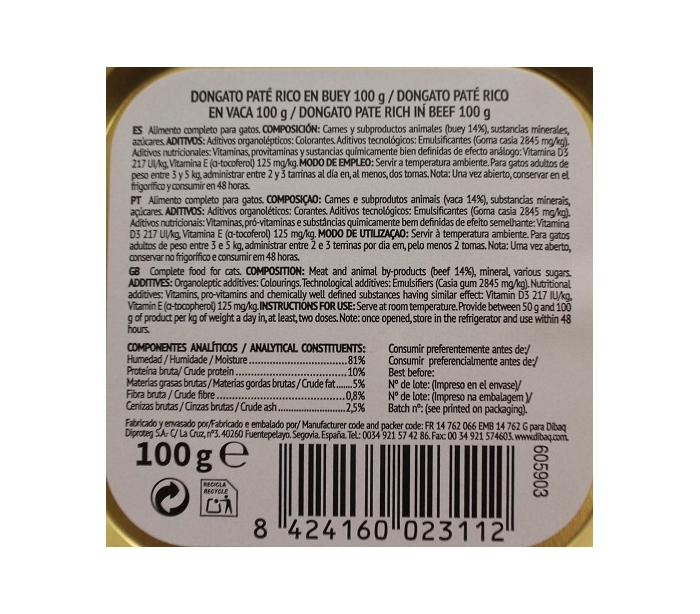 DONGATO PATÉ RICO EN BUEY 100 g / DONGATO PATÉ RICO
EN VACA 100 g / DONGATO PATE RICH IN BEEF 100 g
ES Alimento completo para gatos. COMPOSICIÓN: Carnes y subproductos animales (buey 14%), sustancias minerales,
azúcares. ADITIVOS: Aditivos organolépticos: Colorantes. Aditivos tecnológicos: Emulsificantes (Goma casia 2845 mg/kg).
Aditivos nutricionales: Vitaminas, provitaminas y sustancias químicamente bien definidas de efecto análogo: Vitamina D3
217 UI/kg, Vitamina E (α-tocoferol) 125 mg/kg. MODO DE EMPLEO: Servir a temperatura ambiente. Para gatos adultos de
peso entre 3 y 5 kg, administrar entre 2 y 3 tarrinas al día en, al menos, dos tomas. Nota: Una vez abierto, conservar en el
frigorífico y consumir en 48 horas.
PT Alimento completo para gatos. COMPOSIÇAO: Carnes e subprodutos animais (vaca 14%), substancias minerais,
açúcares. ADITIVOS: Aditivos organoléticos: Corantes. Aditivos tecnológicos: Emulsificantes (Goma casia 2845 mg/kg).
Aditivos nutricionais: Vitaminas, pró-vitaminas e substâncias químicamente bem definidas de efeito semelhante: Vitamina
D3 217 UI/kg, Vitamina E (α-tocoferol) 125 mg/kg. MODO DE UTILIZAÇAO: Servir à temperatura ambiente. Para gatos
adultos de peso entre 3 e 5 kg, administrar entre 2 e 3 terrinas por dia em, pelo menos 2 tomas. Nota: Uma vez aberto,
conservar no frigorífico e consumir em 48 horas.
GB Complete food for cats. COMPOSITION: Meat and animal by-products (beef 14%), mineral, various sugars.
ADDITIVES: Organoleptic additives: Colourings. Technological additives: Emulsifiers (Casia gum 2845 mg/kg). Nutritional
additives: Vitamins, pro-vitamins and chemically well defined substances having similar effect: Vitamin D3 217 IU/kg,
Vitamin E (α-tocopherol) 125 mg/kg. INSTRUCTIONS FOR USE: Serve at room temperature. Provide between 50 g and 100
g of product per kg of weight a day in, at least, two doses. Note: once opened, store in the refrigerator and use within 48
hours.
COMPONENTES ANALÍTICOS / ANALYTICAL CONSTITUENTS:
Humedad / Humidade / Moisture..............................81%
Proteína bruta/ Crude protein...............................10%
Materias grasas brutas / Materias gordas brutas / Crude fat.....5%
Fibra bruta / Crude fibre....................................0,8%
Cenizas brutas / Cinzas brutas / Crude ash....................2,5%
Consumir preferentemente antes de:/
Consumir preferencialmente antes de:/
Best before:
Nº de lote: (Impreso en el envase)/
Nº de lote: (Impreso na embalagem )/
Batch nº: (see printed on packaging).
Fabricado y envasado por/Fabricado e embalado por/ Manufacturer code and packer code: FR 14 762 066 EMB 14 762 G para Dibaq
Diproteg S.A- C/ La Cruz, nº3. 40260 Fuentepelayo. Segovia. España. Tel.: 0034 921 57 42 86. Fax: 00 34 921 574603. www.dibaq.com.
100 g e
RECICLA
RECYCLE
605903
8 424160 023112